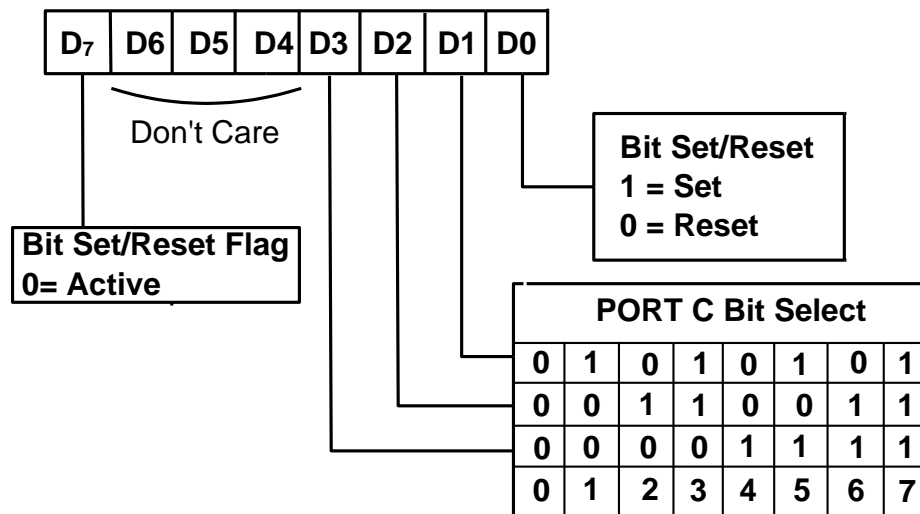 D₇ D6 D5 D4 D3 D2 D1 D0
Don't Care
Bit Set/Reset
1 = Set
0 = Reset
Bit Set/Reset Flag
0= Active
PORT C Bit Select
0 1 0 1 0 1 0 1
0 0 1 1 0 0 1 1
0 0 0 0 1 1 1 1
0 1 2 3 4 5 6 7